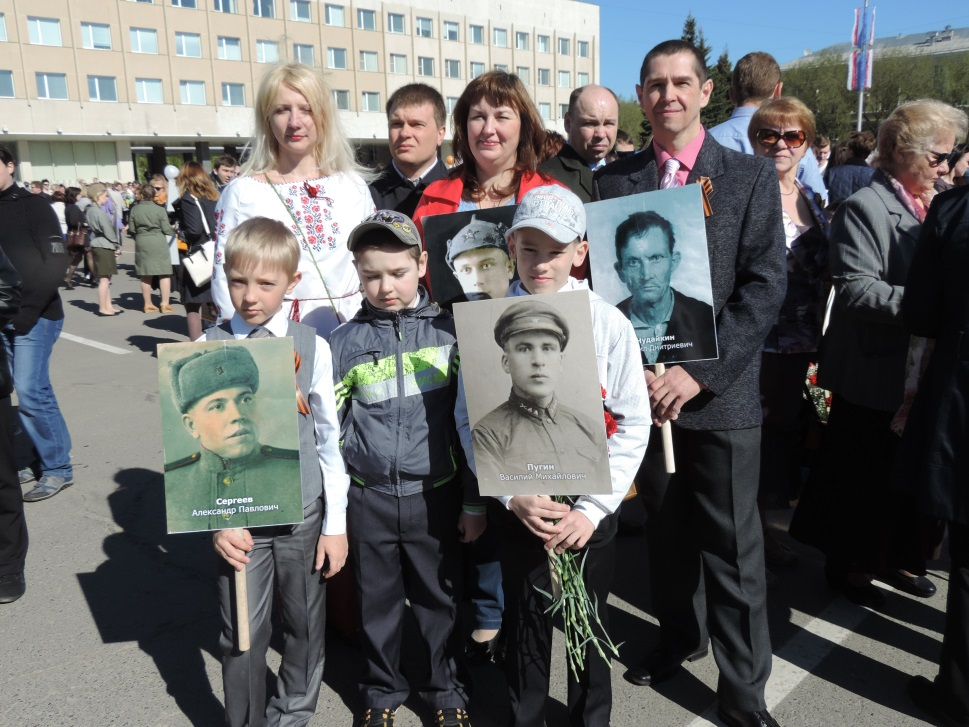 Сергеев
Александр Павлович
Пугин
Василий Михайлович
Дмитриевич